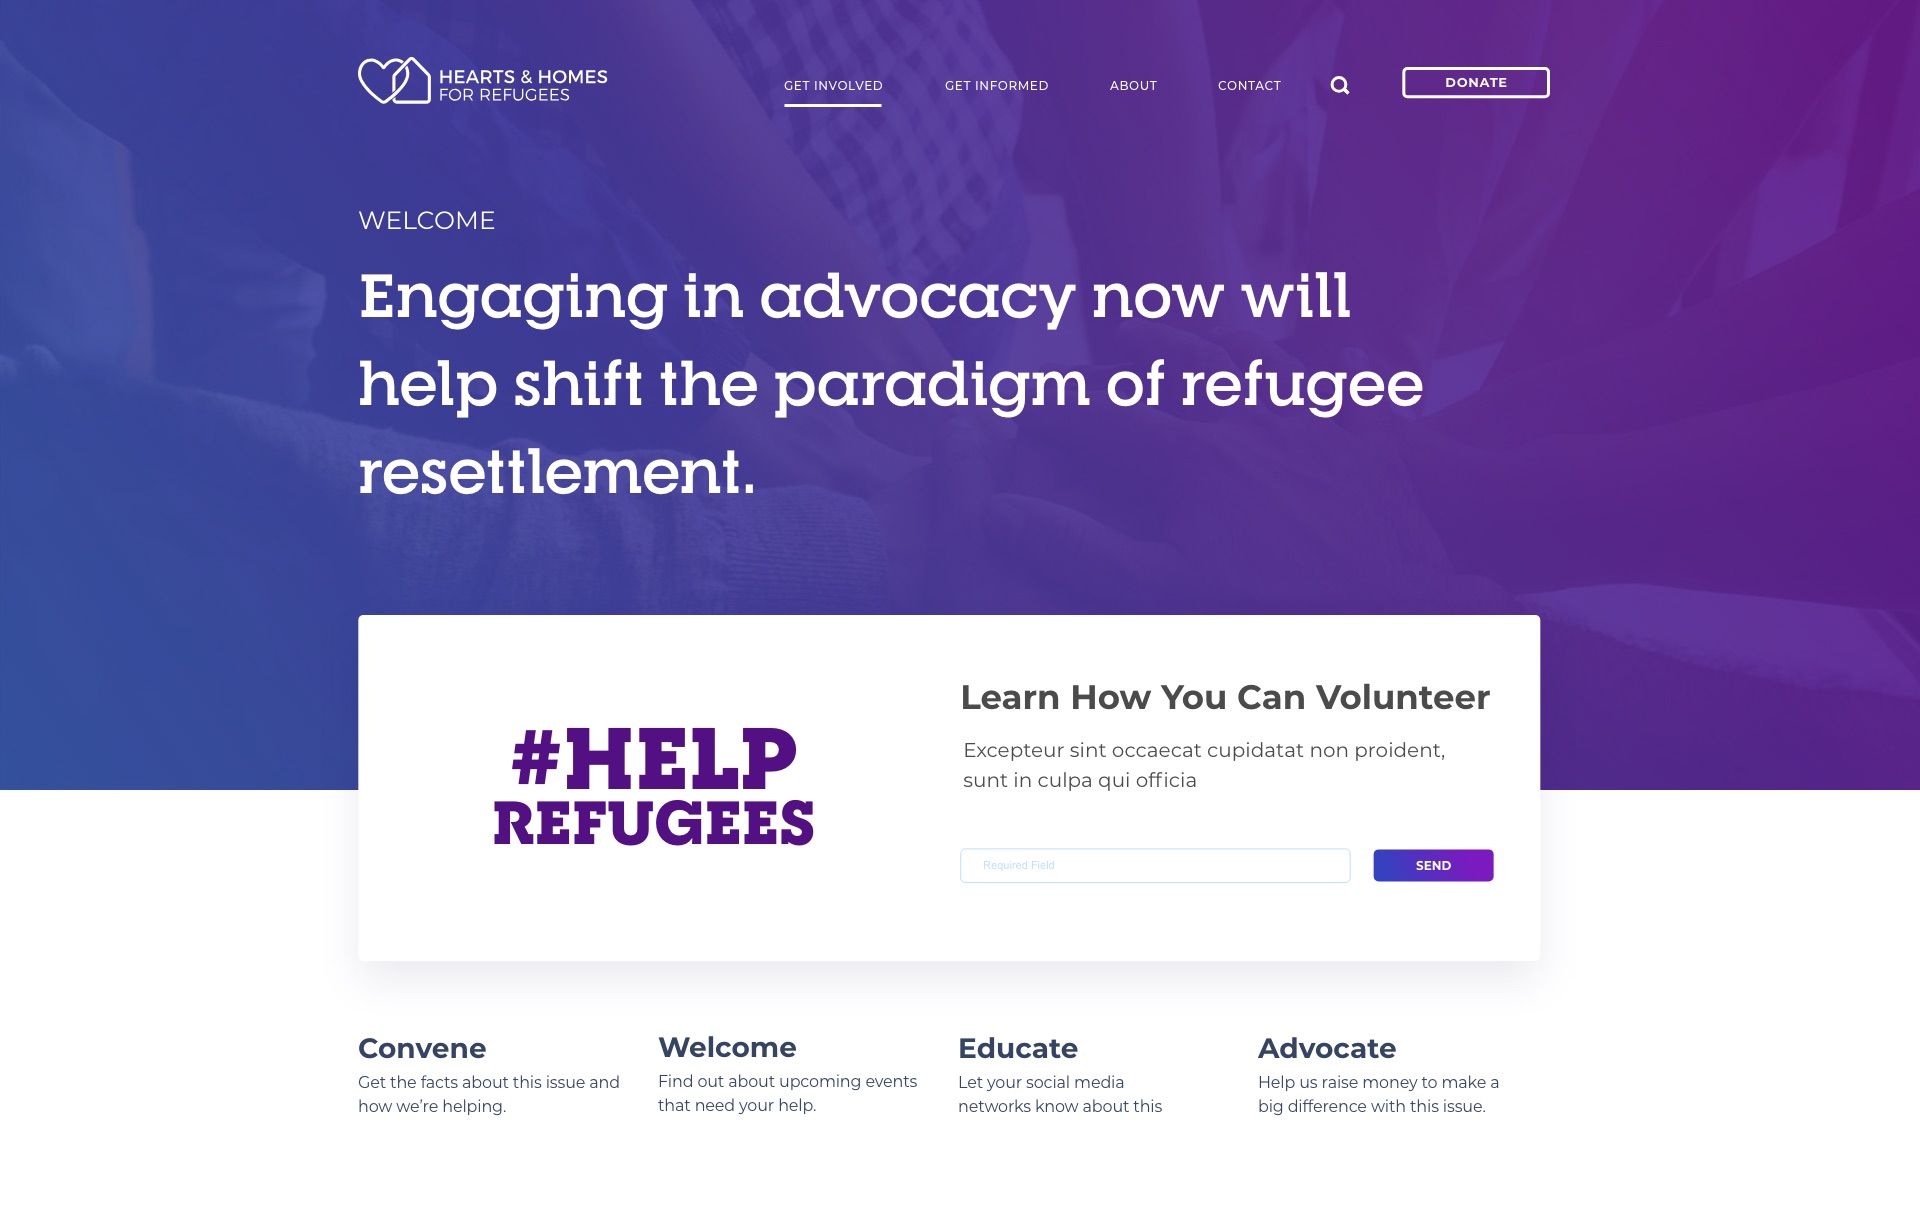 HEARTS & HOMES
FOR REFUGEES
GET INVOLVED
GET INFORMED
ABOUT
CONTACT
DONATE
WELCOME
Engaging in advocacy now will
help shift the paradigm of refugee
resettlement.
#HELP
REFUGEES
Learn How You Can Volunteer
Excepteur sint occaecat cupidatat non proident,
sunt in culpa qui officia
Required Field
SEND
Convene
Get the facts about this issue and
how we’re helping.
Welcome
Find out about upcoming events
that need your help.
Educate
Let your social media
networks know about this
Advocate
Help us raise money to make a
big difference with this issue.